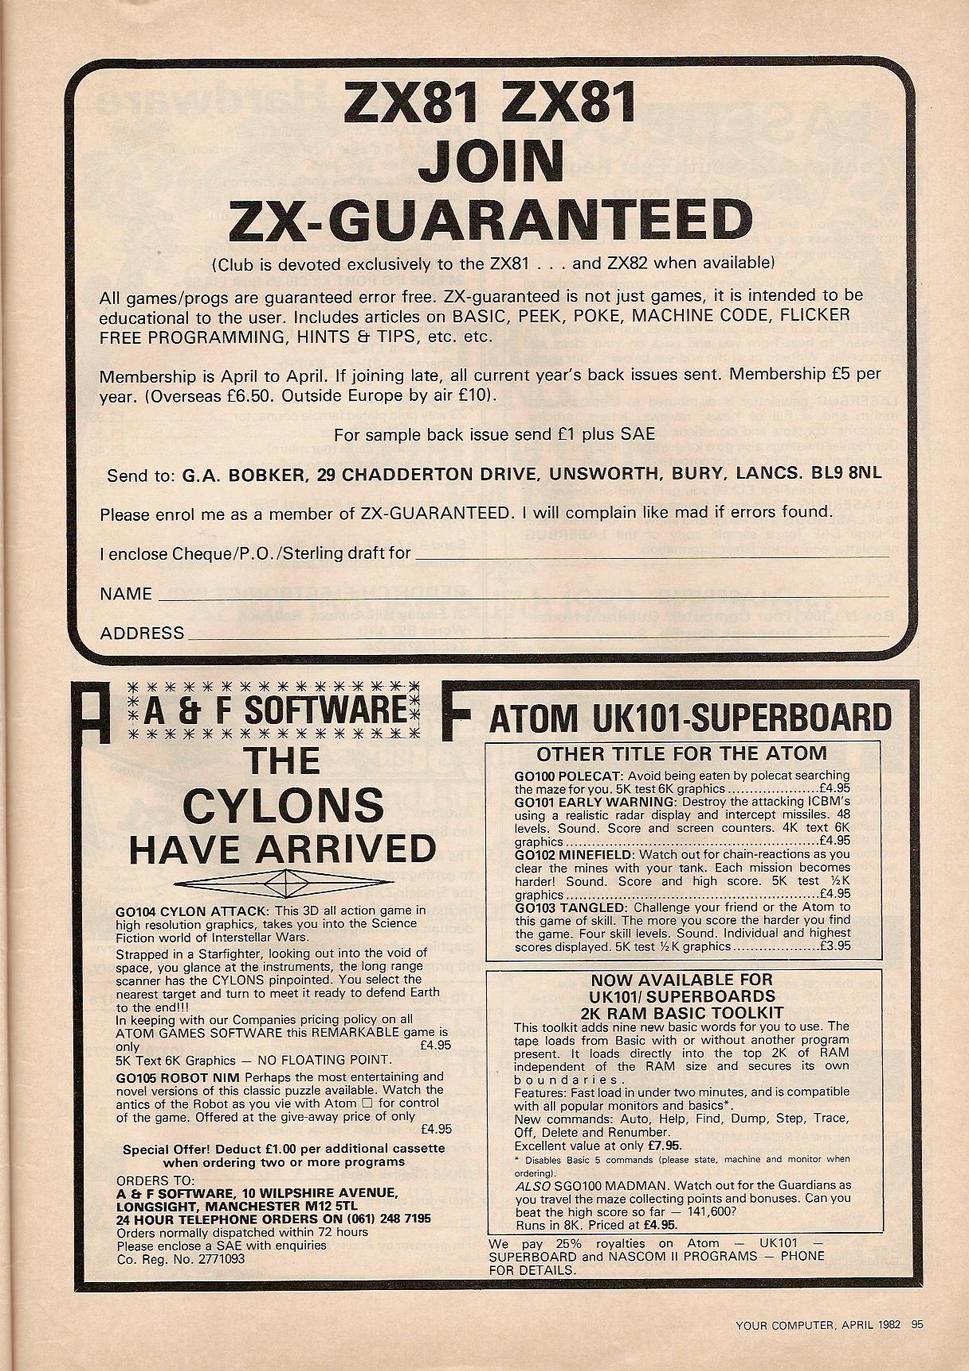 ZX81 ZX81
JOIN
ZX-GUARANTEED
(Club is devoted exclusively to the ZX81 . . . and ZX82 when available)
All games/progs are guaranteed error free. ZX-guaranteed is not just games, it is intended to be
educational to the user. Includes articles on BASIC, PEEK, POKE, MACHINE CODE, FLICKER
FREE PROGRAMMING, HINTS & TIPS, etc. etc.
Membership is April to April. If joining late, all current year's back issues sent. Membership £5 per
year. (Overseas £6.50. Outside Europe by air £10).
For sample back issue send £1 plus SAE
Send to: G.A. BOBKER, 29 CHADDERTON DRIVE, UNSWORTH, BURY, LANCS. BL9 8NL
Please enrol me as a member of ZX-GUARANTEED. I will complain like mad if errors found.
I enclose Cheque/P.O./Sterling draft for
NAME
ADDRESS
A
A & F SOFTWARE
THE
CYLONS
HAVE ARRIVED
GO104 CYLON ATTACK: This 3D all action game in
high resolution graphics, takes you into the Science
Fiction world of Interstellar Wars.
Strapped in a Starfighter, looking out into the void of
space, you glance at the instruments, the long range
scanner has the CYLONS pinpointed. You select the
nearest target and turn to meet it ready to defend Earth
to the end!!!
In keeping with our Companies pricing policy on all
ATOM GAMES SOFTWARE this REMARKABLE game is
only £4.95
5K Text 6K Graphics — NO FLOATING POINT.
GO105 ROBOT NIM Perhaps the most entertaining and
novel versions of this classic puzzle available. Watch the
antics of the Robot as you vie with Atom □ for control
of the game. Offered at the give-away price of only
£4.95
Special Offer! Deduct £1.00 per additional cassette
when ordering two or more programs
ORDERS TO:
A & F SOFTWARE, 10 WILPSHIRE AVENUE,
LONGSIGHT, MANCHESTER M12 5TL
24 HOUR TELEPHONE ORDERS ON (061) 248 7195
Orders normally dispatched within 72 hours
Please enclose a SAE with enquiries
Co. Reg. No. 2771093
F
ATOM UK101-SUPERBOARD
OTHER TITLE FOR THE ATOM
GO100 POLECAT: Avoid being eaten by polecat searching
the maze for you. 5K test 6K graphics....................£4.95
GO101 EARLY WARNING: Destroy the attacking ICBM's
using a realistic radar display and intercept missiles. 48
levels. Sound. Score and screen counters. 4K text 6K
graphics........................................................£4.95
GO102 MINEFIELD: Watch out for chain-reactions as you
clear the mines with your tank. Each mission becomes
harder! Sound. Score and high score. 5K test ½K
graphics........................................................£4.95
GO103 TANGLED: Challenge your friend or the Atom to
this game of skill. The more you score the harder you find
the game. Four skill levels. Sound. Individual and highest
scores displayed. 5K test ½K graphics...................£3.95
NOW AVAILABLE FOR
UK101/SUPERBOARDS
2K RAM BASIC TOOLKIT
This toolkit adds nine new basic words for you to use. The
tape loads from Basic with or without another program
present. It loads directly into the top 2K of RAM
independent of the RAM size and secures its own
boundaries.
Features: Fast load in under two minutes, and is compatible
with all popular monitors and basics*.
New commands: Auto, Help, Find, Dump, Step, Trace,
Off, Delete and Renumber.
Excellent value at only £7.95.
* Disables Basic 5 commands (please state, machine and monitor when
ordering).
ALSO SGO100 MADMAN. Watch out for the Guardians as
you travel the maze collecting points and bonuses. Can you
beat the high score so far — 141,600?
Runs in 8K. Priced at £4.95.
We pay 25% royalties on Atom — UK101 —
SUPERBOARD and NASCOM II PROGRAMS — PHONE
FOR DETAILS.
YOUR COMPUTER, APRIL 1982 95